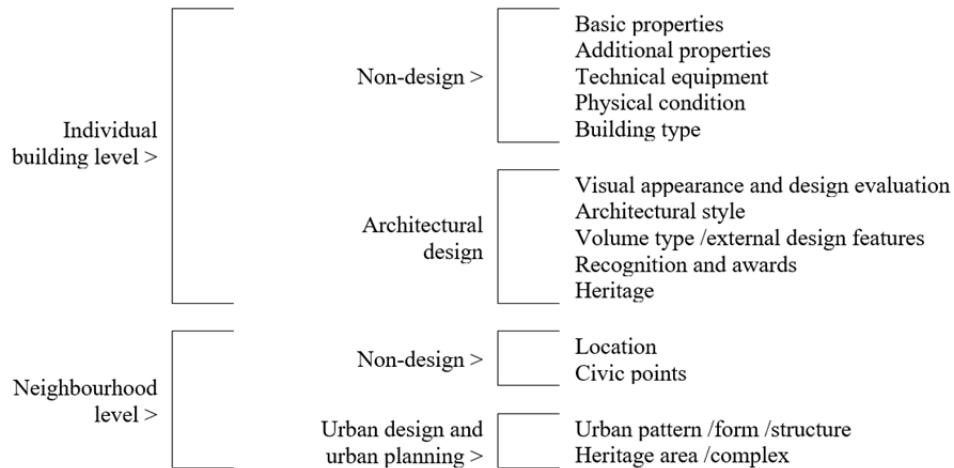 Individual
building level >
Non-design >
Basic properties
Additional properties
Technical equipment
Physical condition
Building type
Architectural
design
Visual appearance and design evaluation
Architectural style
Volume type /external design features
Recognition and awards
Heritage
Neighbourhood
level >
Non-design >
Location
Civic points
Urban design and
urban planning >
Urban pattern /form /structure
Heritage area /complex